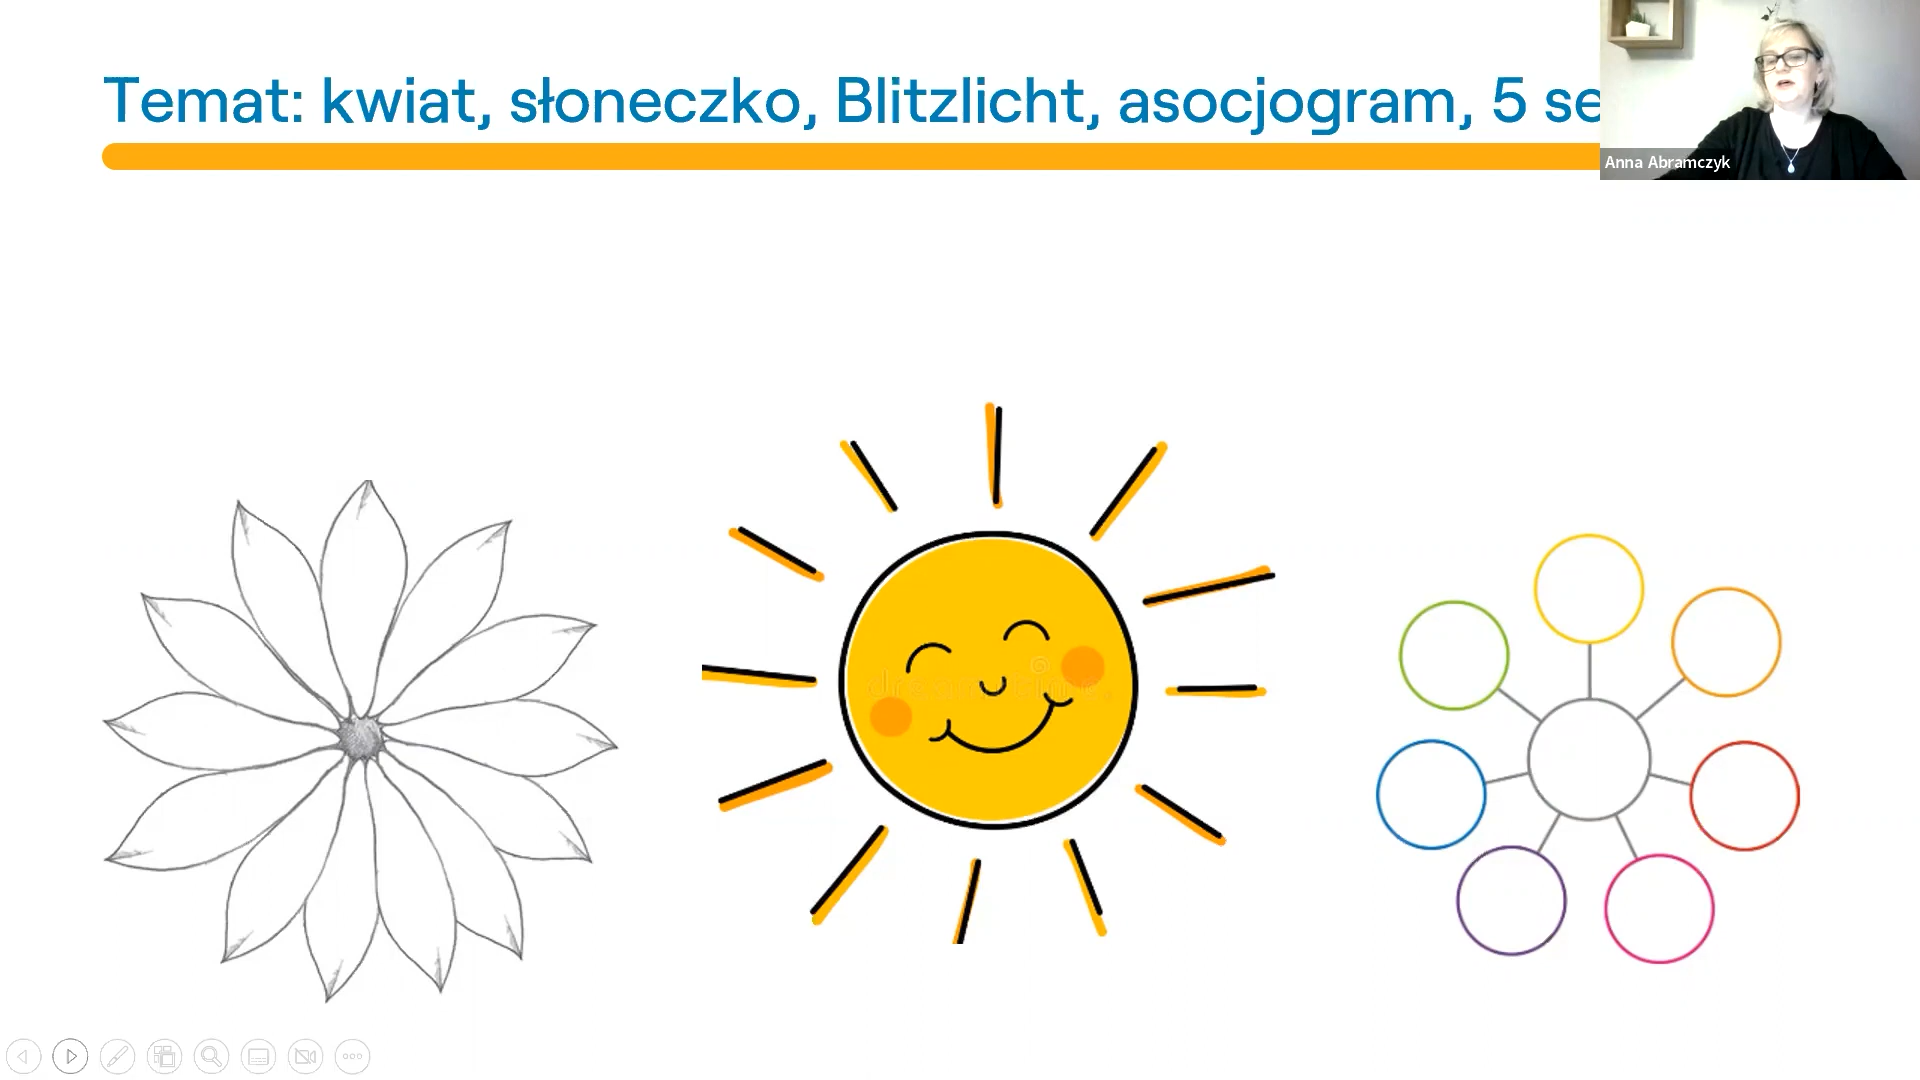 Temat: kwiat, słoneczko, Blitzlicht, asocjogram, 5 se
Anna Abramczyk